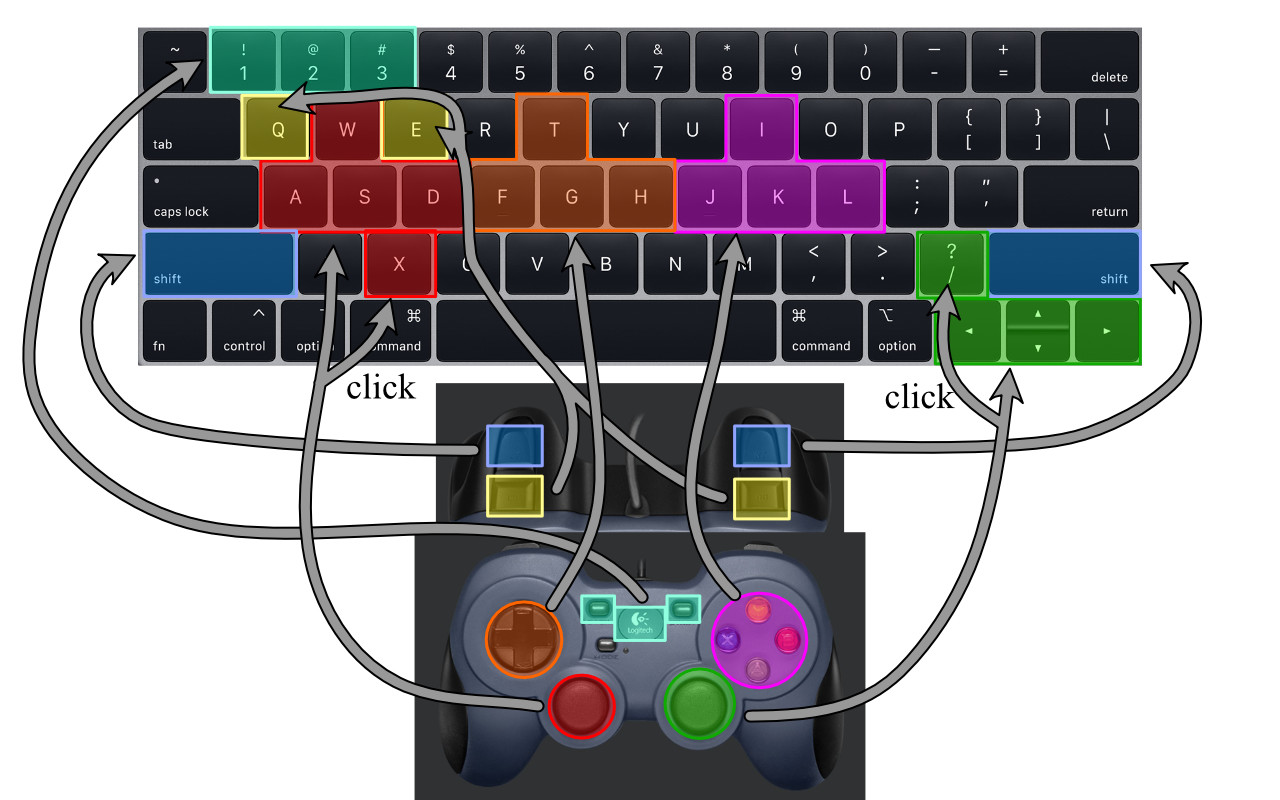 ~ ! @ # $ % ^ & * ( ) — +
1 2 3 4 5 6 7 8 9 0 - = delete
tab Q W E R T Y U I O P { [ } ] | \
caps lock A S D F G H J K L : ; " ' return
shift X V B N M < , > . ? / shift
fn ^ control option ⌘ command ⌘ command ⌥ option ◄ ▲ ▼ ►
click click
Logitech
X
MODE